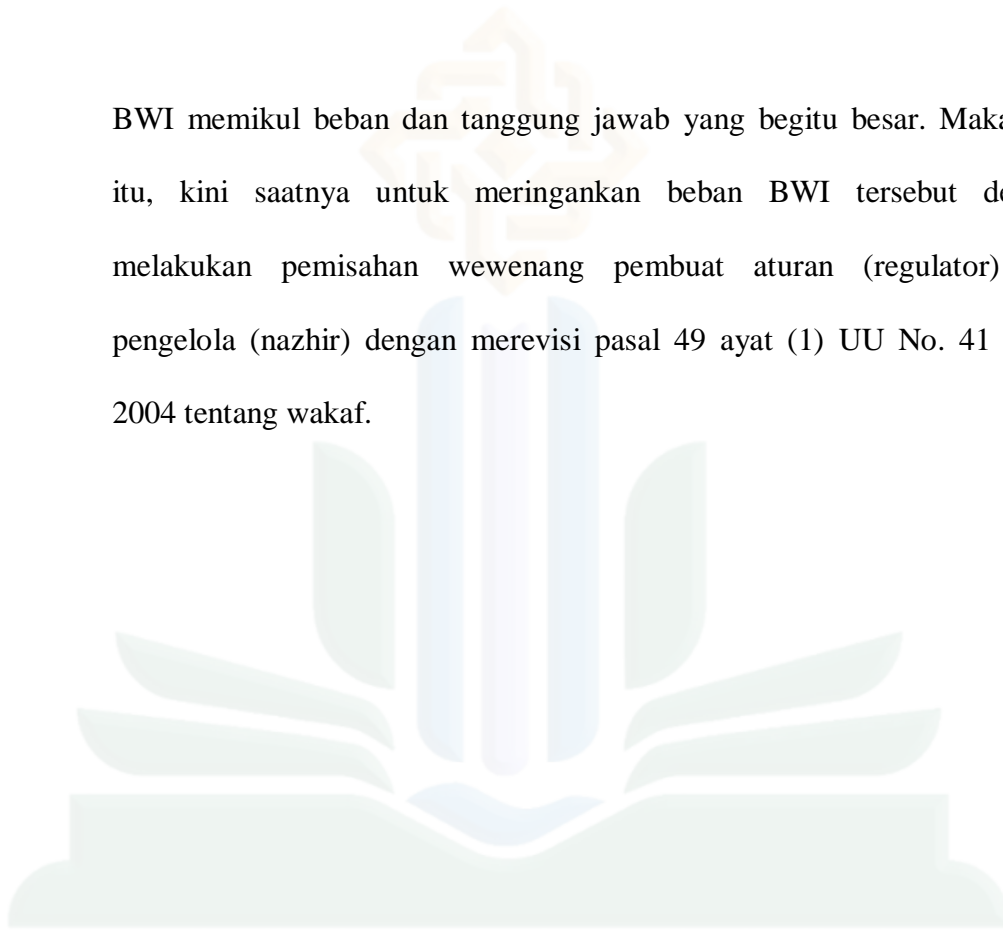 BWI memikul beban dan tanggung jawab yang begitu besar. Maka
itu, kini saatnya untuk meringankan beban BWI tersebut
melakukan pemisahan wewenang pembuat aturan (regulator)
pengelola (nazhir) dengan merevisi pasal 49 ayat (1) UU No. 41
2004 tentang wakaf.